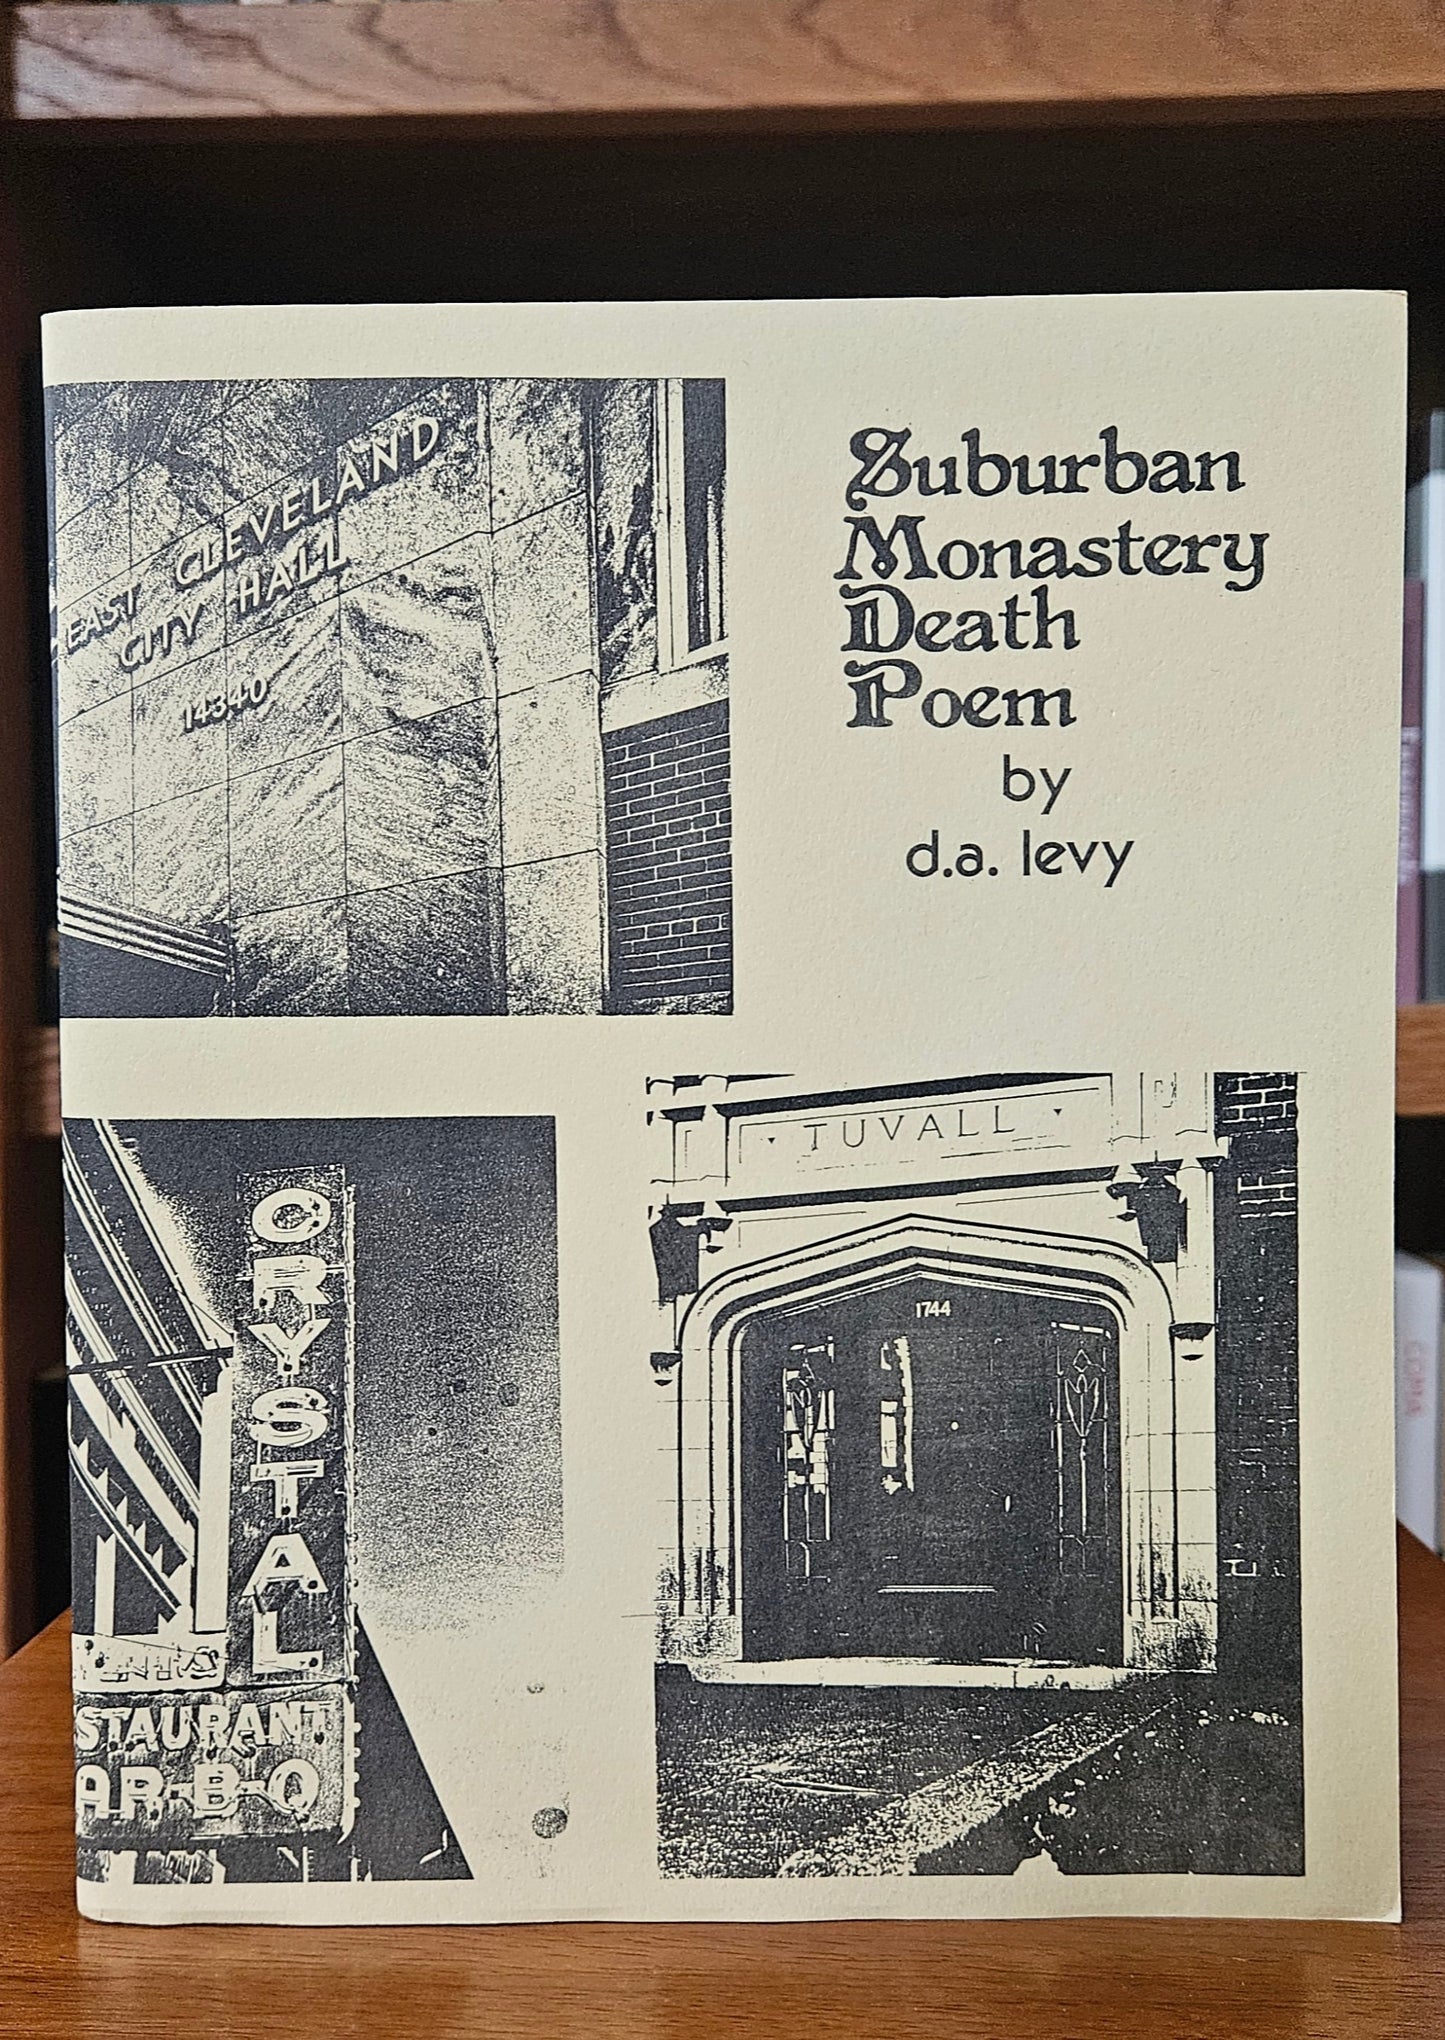 Suburban
Monastery
Death
Poem
by
d.a. levy
EAST CLEVELAND
CITY HALL
14340
CRYSTAL
STAURANT
AR-B-Q
TUVALL
1744